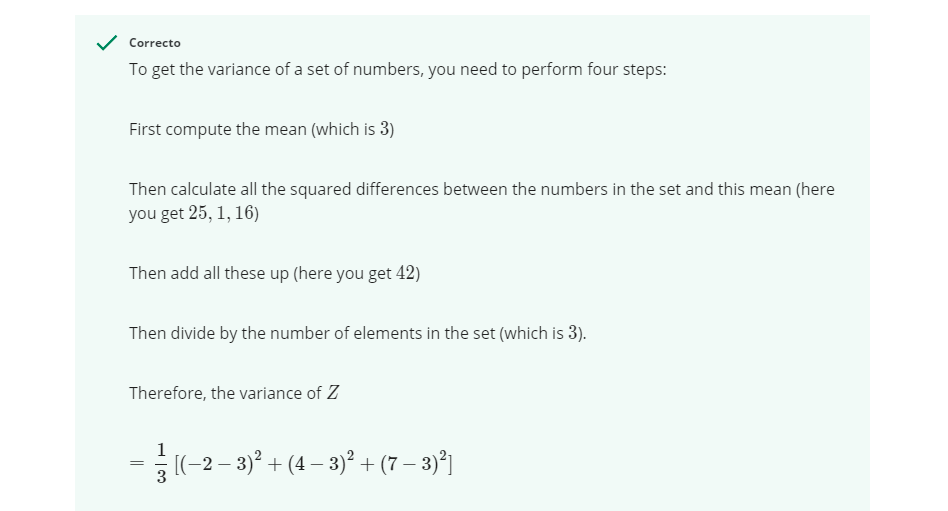 Correcto
To get the variance of a set of numbers, you need to perform four steps:
First compute the mean (which is 3)
Then calculate all the squared differences between the numbers in the set and this mean (here
you get 25, 1, 16)
Then add all these up (here you get 42)
Then divide by the number of elements in the set (which is 3).
Therefore, the variance of Z
= 1/3 [(−2 − 3)² + (4 − 3)² + (7 − 3)²]